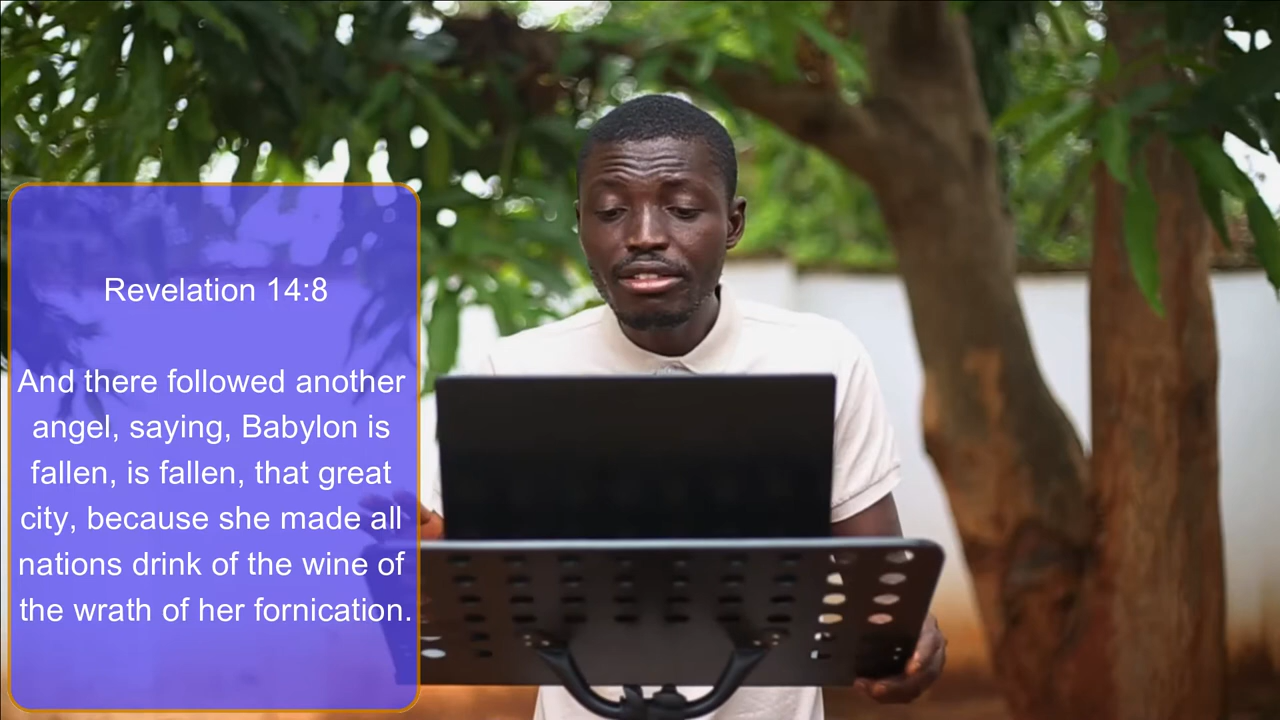 Revelation 14:8
And there followed another
angel, saying, Babylon is
fallen, is fallen, that great
city, because she made all
nations drink of the wine of
the wrath of her fornication.